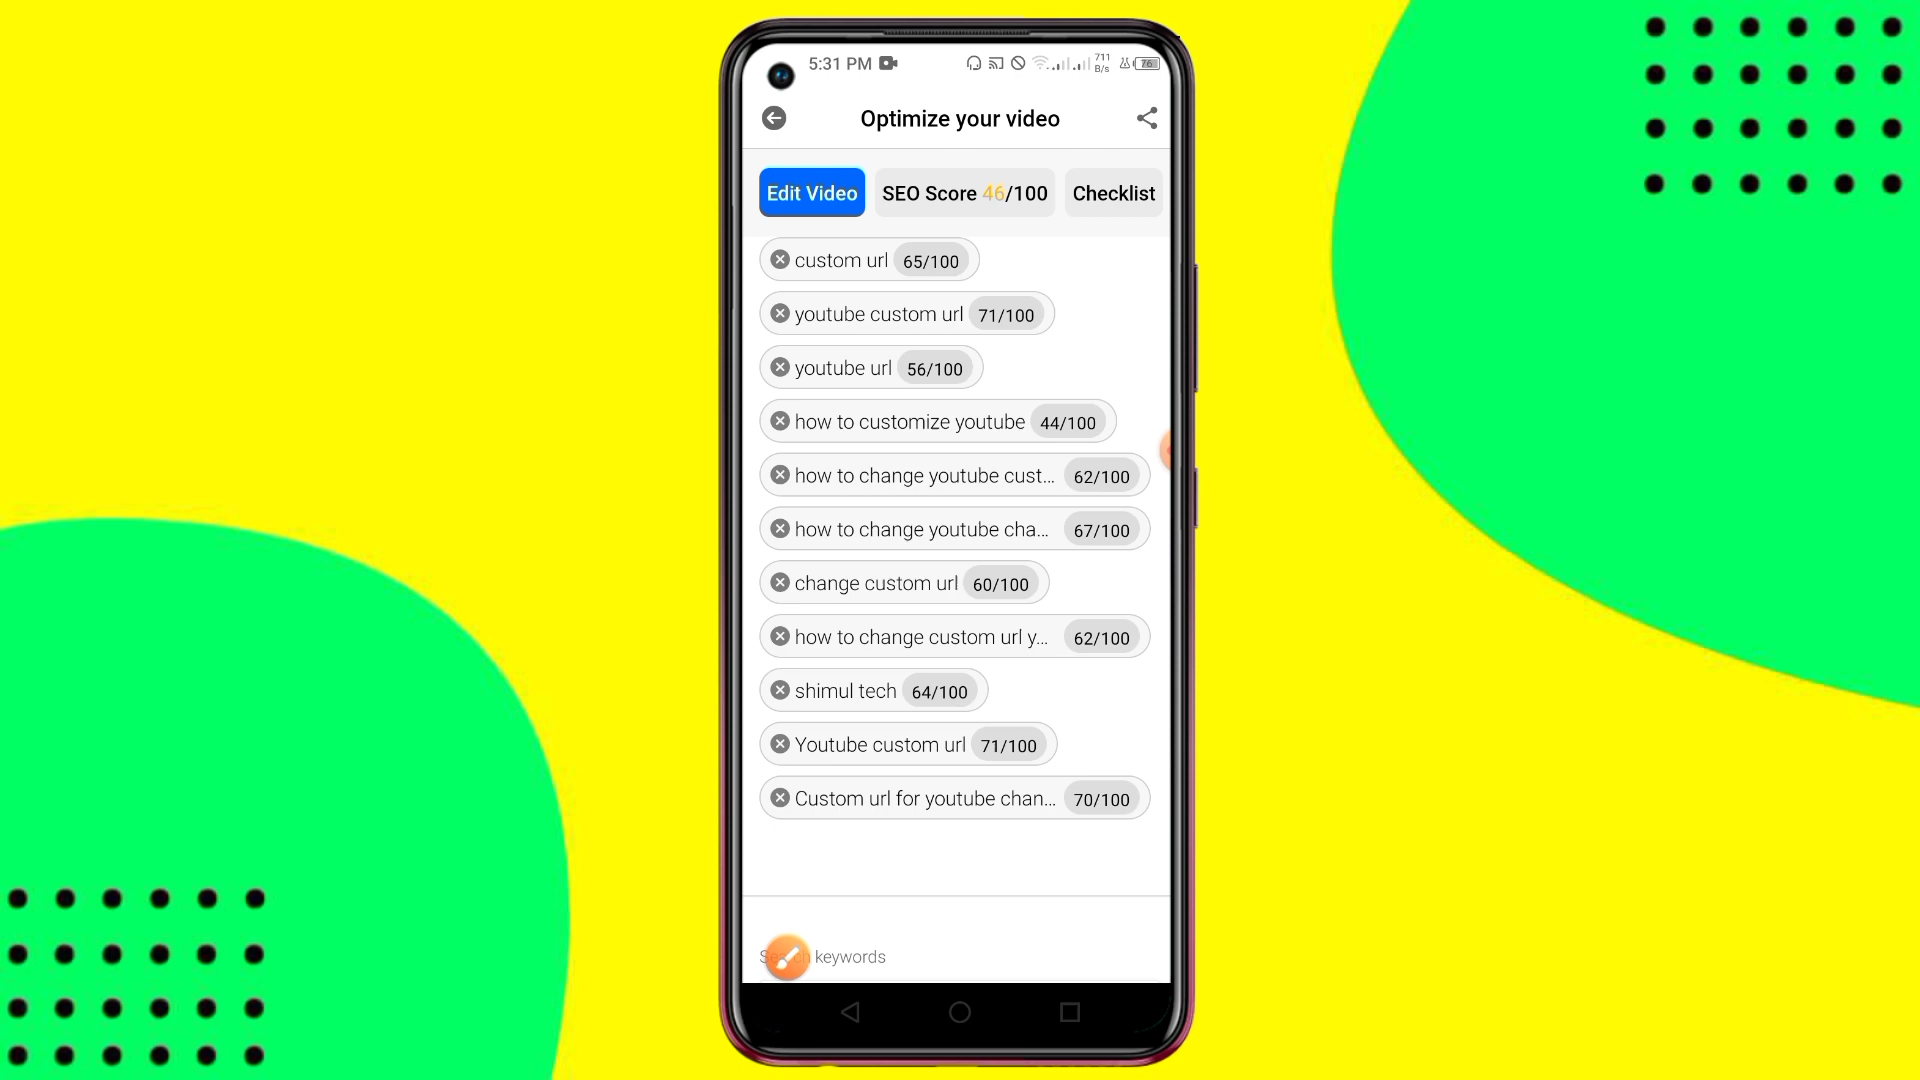 5:31 PM
711
B/s
76
Optimize your video
Edit Video
SEO Score 46/100
Checklist
custom url 65/100
youtube custom url 71/100
youtube url 56/100
how to customize youtube 44/100
how to change youtube cust... 62/100
how to change youtube cha... 67/100
change custom url 60/100
how to change custom url y... 62/100
shimul tech 64/100
Youtube custom url 71/100
Custom url for youtube chan... 70/100
keywords